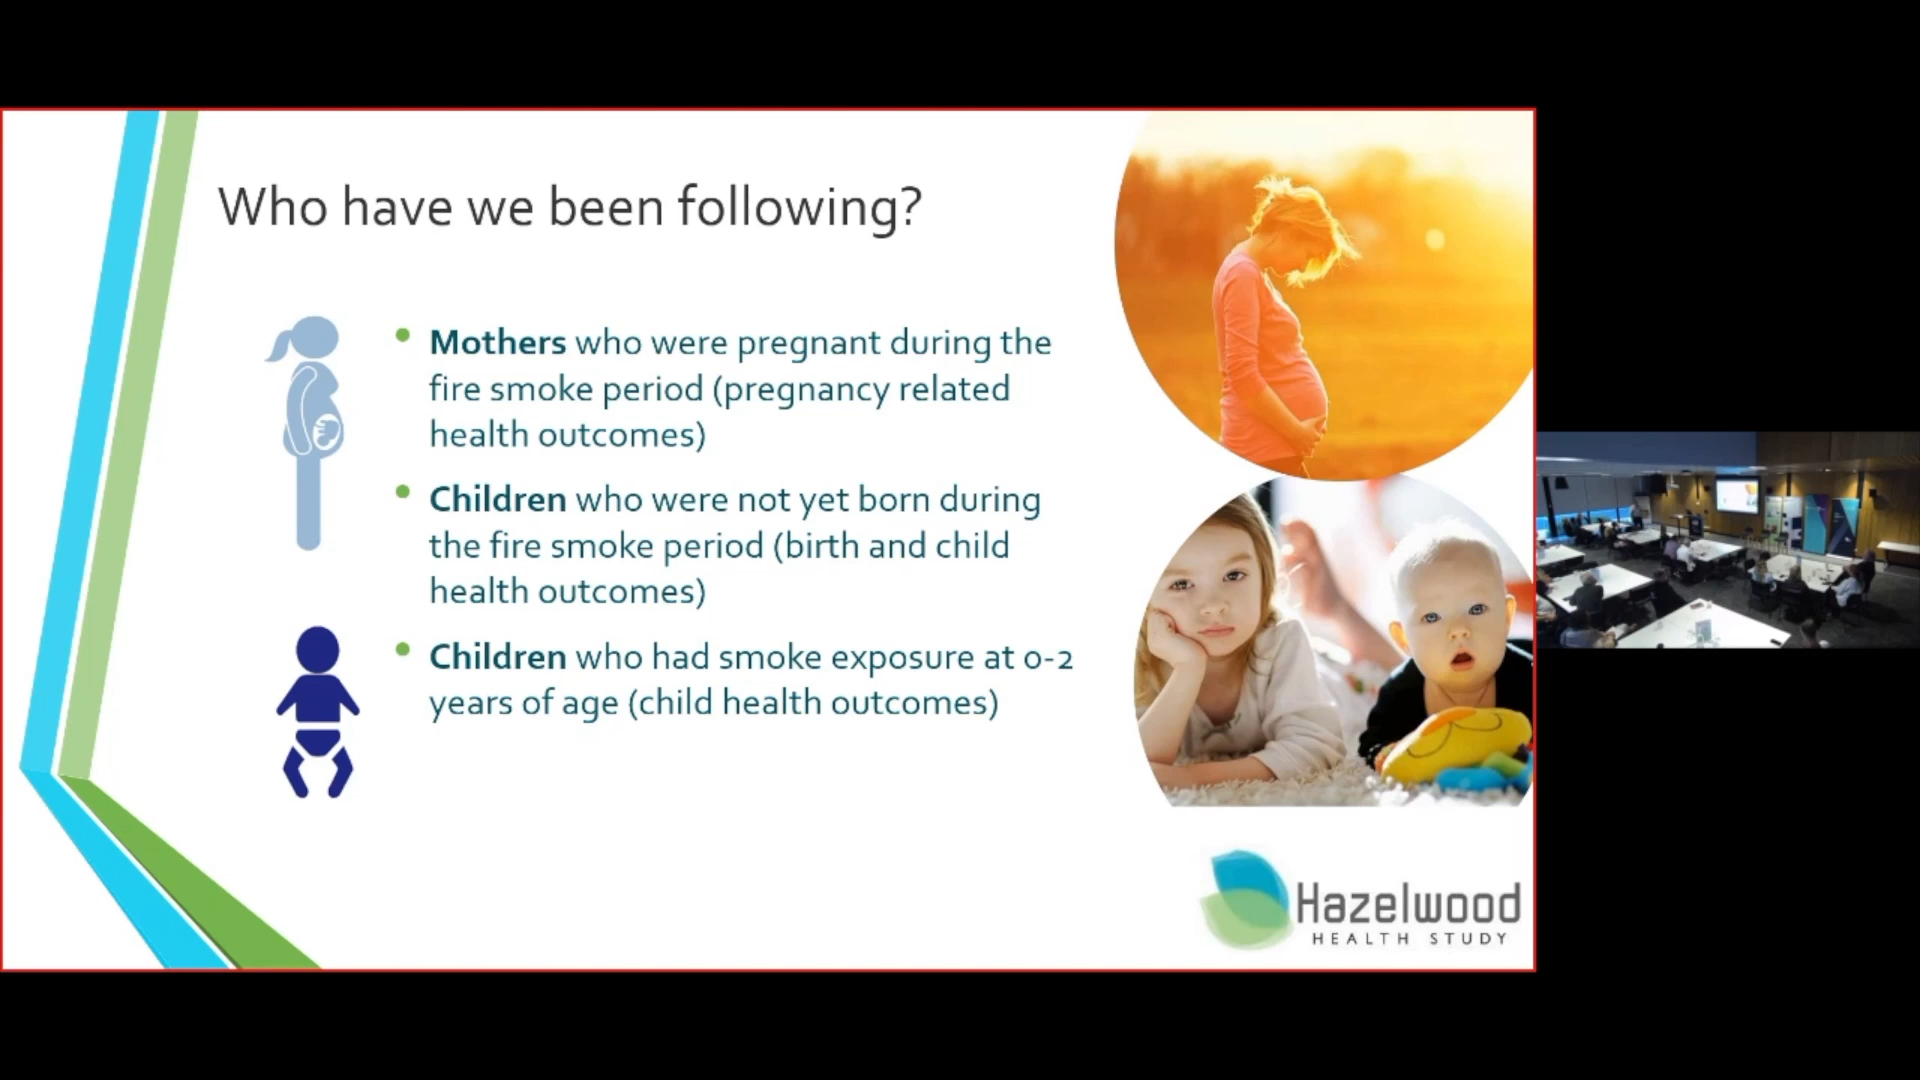 Who have we been following?
Mothers who were pregnant during the
fire smoke period (pregnancy related
health outcomes)
Children who were not yet born during
the fire smoke period (birth and child
health outcomes)
Children who had smoke exposure at 0-2
years of age (child health outcomes)
Hazelwood
HEALTH STUDY